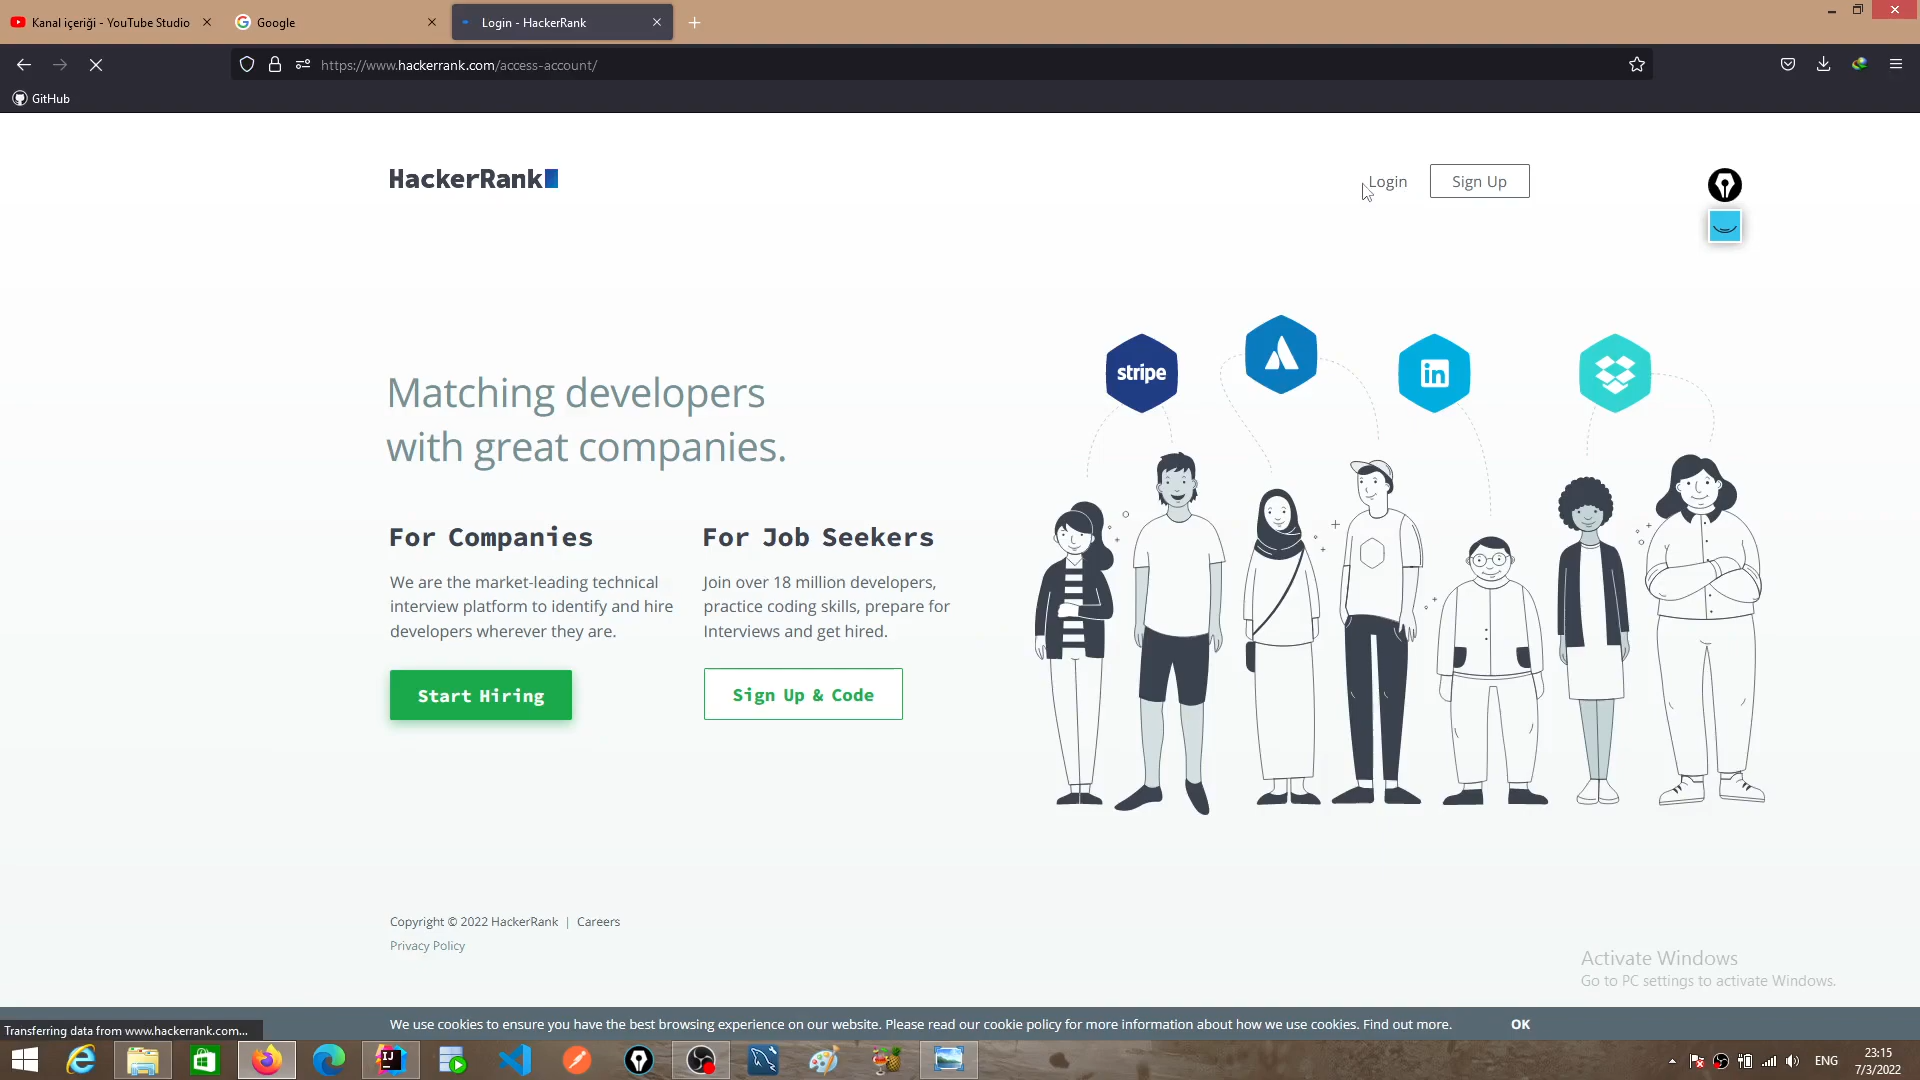 Kanal içeriği - YouTube Studio
Google
Login - HackerRank
https://www.hackerrank.com/access-account/
GitHub
HackerRank
Login
Sign Up
stripe
in
Matching developers
with great companies.
For Companies
For Job Seekers
We are the market-leading technical
interview platform to identify and hire
developers wherever they are.
Join over 18 million developers,
practice coding skills, prepare for
Interviews and get hired.
Start Hiring
Sign Up & Code
Copyright © 2022 HackerRank | Careers
Privacy Policy
Activate Windows
Go to PC settings to activate Windows.
Transferring data from www.hackerrank.com...
We use cookies to ensure you have the best browsing experience on our website. Please read our cookie policy for more information about how we use cookies. Find out more.
OK
IJ
ENG
23:15
7/3/2022